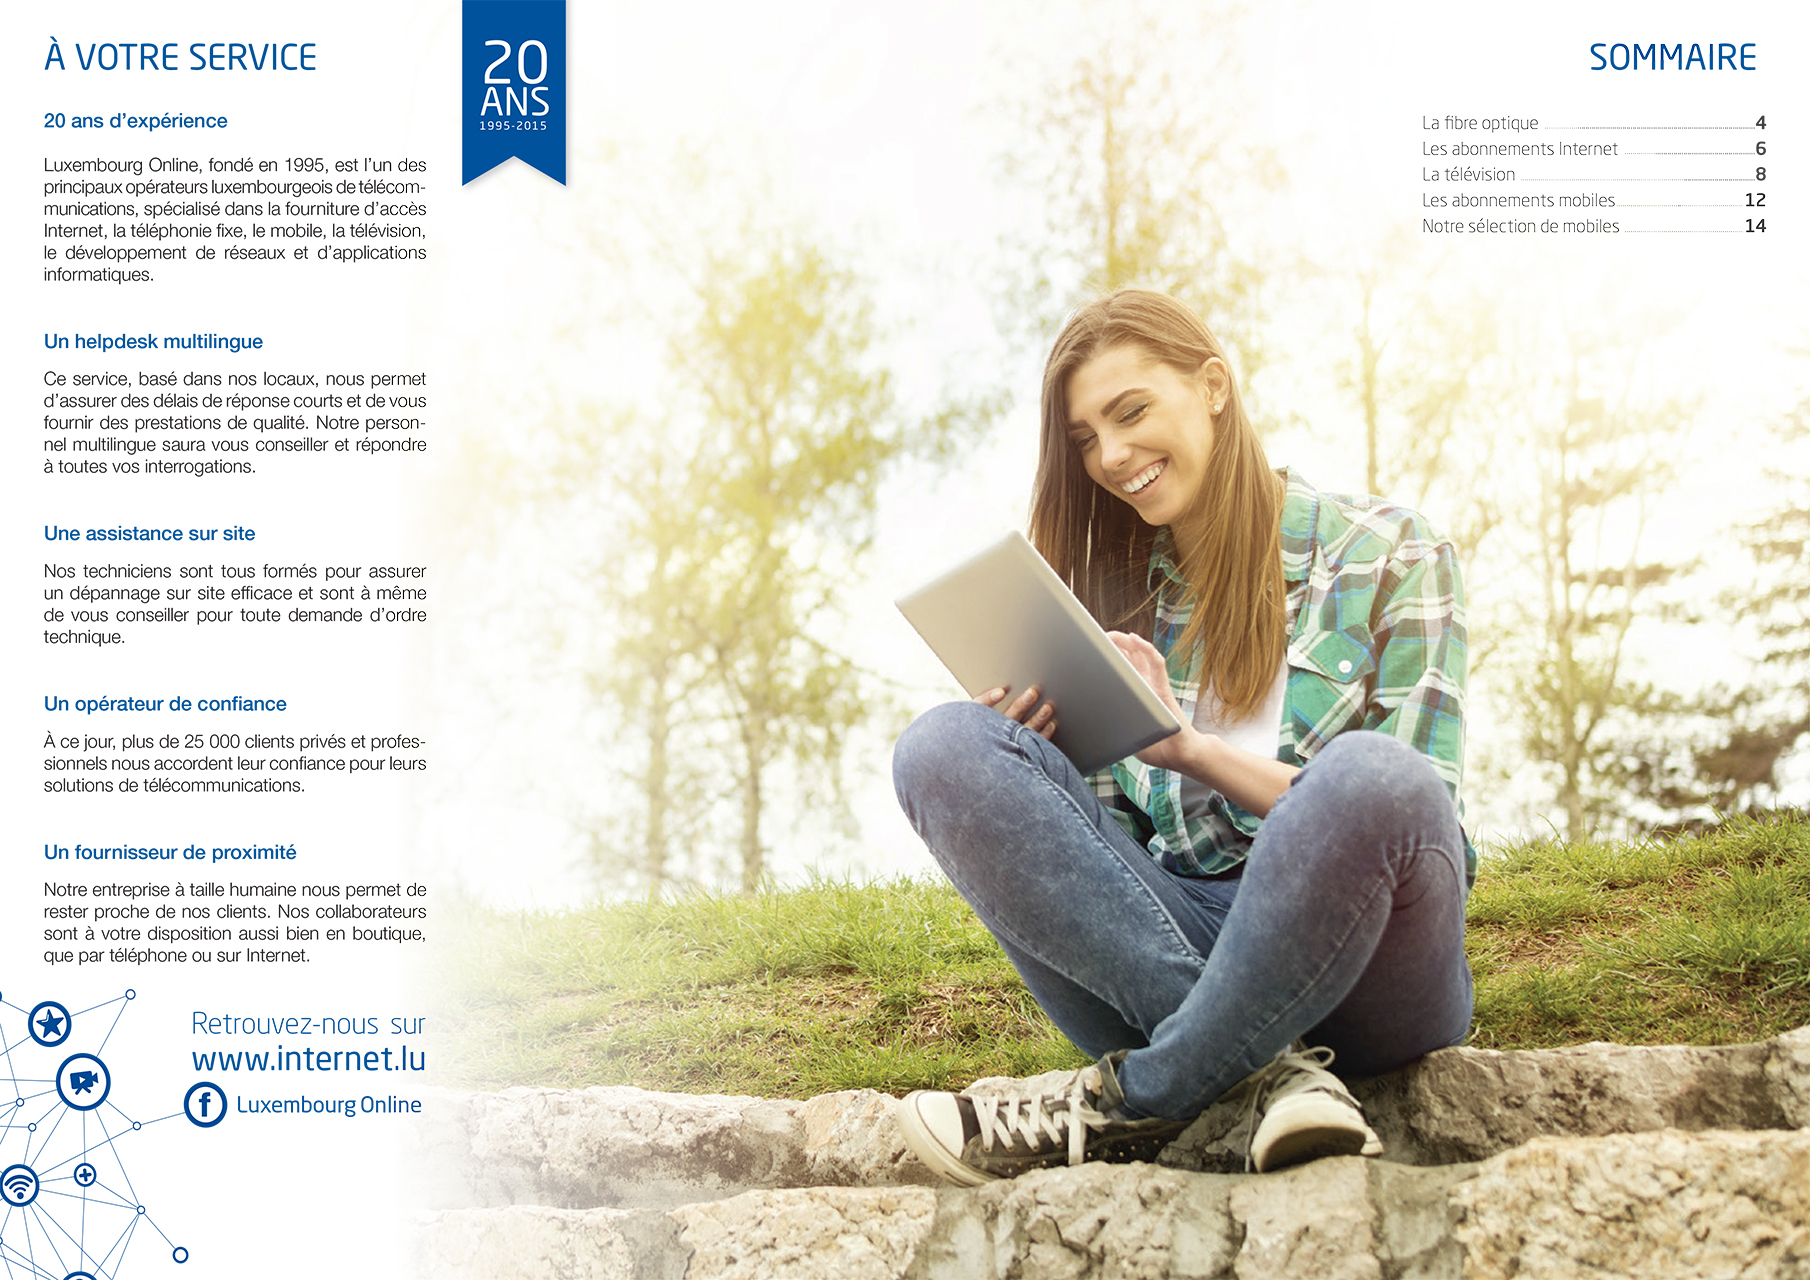 À VOTRE SERVICE
20 ans d’expérience
Luxembourg Online, fondé en 1995, est l’un des
principaux opérateurs luxembourgeois de télécom-
munications, spécialisé dans la fourniture d’accès
Internet, la téléphonie fixe, le mobile, la télévision,
le développement de réseaux et d’applications
informatiques.
Un helpdesk multilingue
Ce service, basé dans nos locaux, nous permet
d’assurer des délais de réponse courts et de vous
fournir des prestations de qualité. Notre person-
nel multilingue saura vous conseiller et répondre
à toutes vos interrogations.
Une assistance sur site
Nos techniciens sont tous formés pour assurer
un dépannage sur site efficace et sont à même
de vous conseiller pour toute demande d’ordre
technique.
Un opérateur de confiance
À ce jour, plus de 25 000 clients privés et profes-
sionnels nous accordent leur confiance pour leurs
solutions de télécommunications.
Un fournisseur de proximité
Notre entreprise à taille humaine nous permet de
rester proche de nos clients. Nos collaborateurs
sont à votre disposition aussi bien en boutique,
que par téléphone ou sur Internet.
Retrouvez-nous sur
www.internet.lu
f Luxembourg Online
20
ANS
1995-2015
SOMMAIRE
La fibre optique 4
Les abonnements Internet 6
La télévision 8
Les abonnements mobiles 12
Notre sélection de mobiles 14